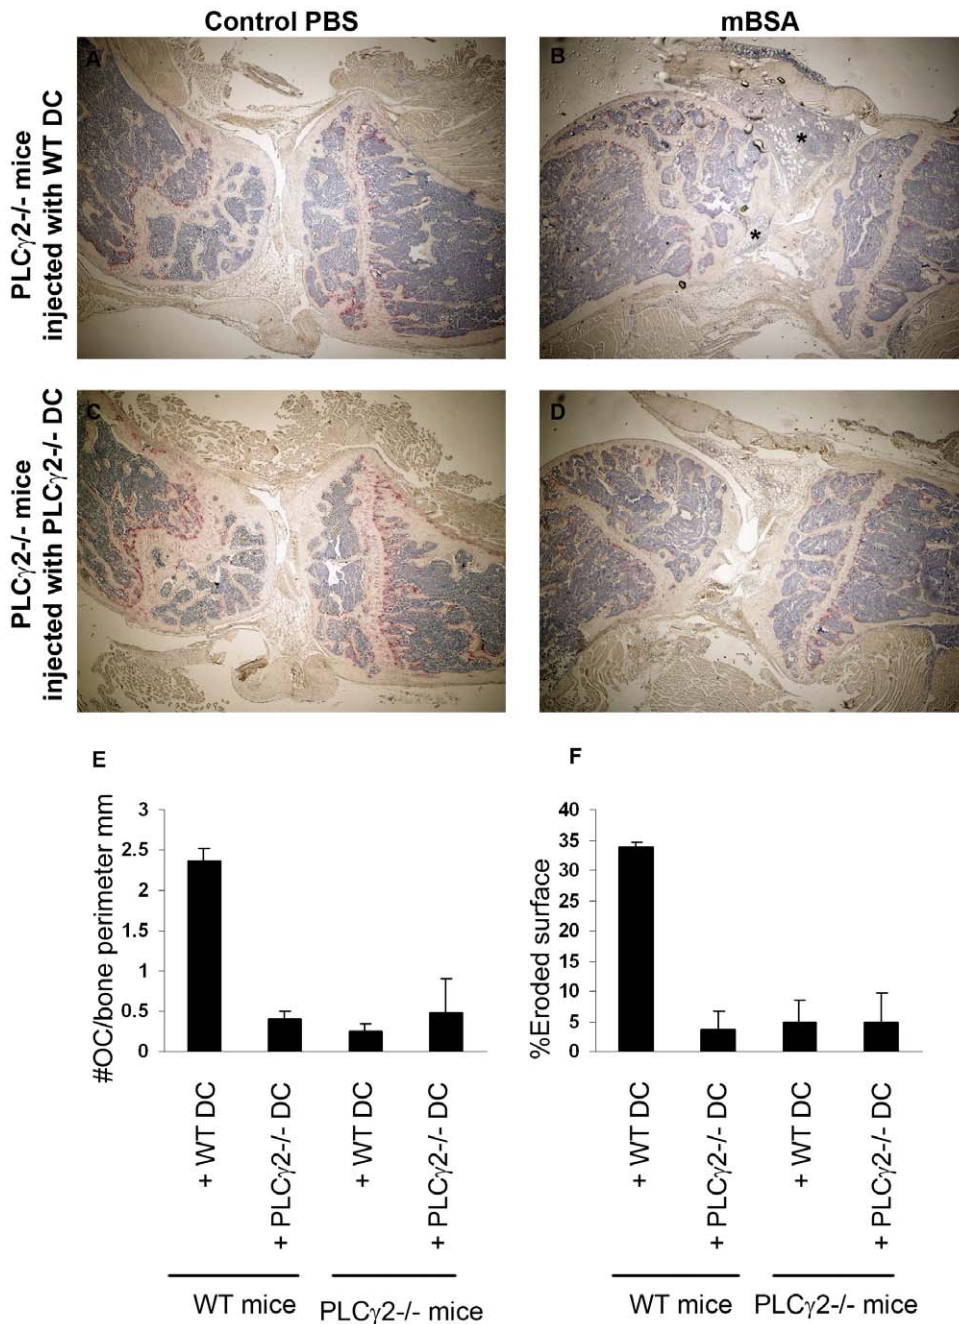 Control PBS
mBSA
PLCγ2-/- mice
injected with WT DC
A
B
*
*
PLCγ2-/- mice
injected with PLCγ2-/- DC
C
D
E
#OC/bone perimeter mm
3
2.5
2
1
0.5
0
+ WT DC
+ PLCγ2-/- DC
+ WT DC
+ PLCγ2-/- DC
WT mice
PLCγ2-/- mice
F
%Eroded surface
40
35
30
25
20
15
10
5
0
+ WT DC
+ PLCγ2-/- DC
+ WT DC
+ PLCγ2-/- DC
WT mice
PLCγ2-/- mice